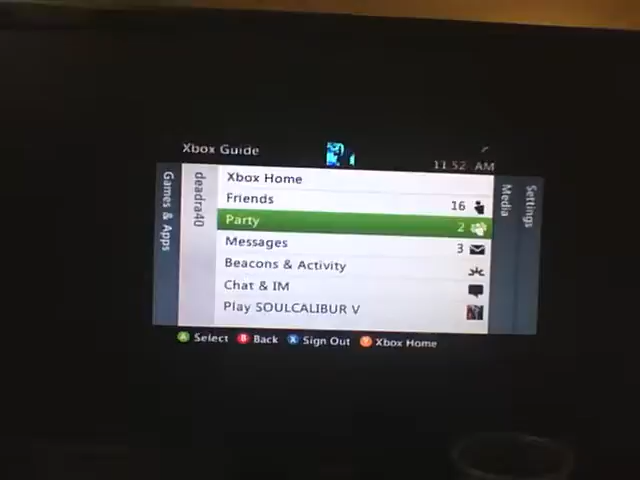 Xbox Guide
11:52 AM
Games & Apps
deadra40
Xbox Home
Friends 16
Party 2
Messages 3
Beacons & Activity
Chat & IM
Play SOULCALIBUR V
Media
Settings
A Select B Back X Sign Out Y Xbox Home